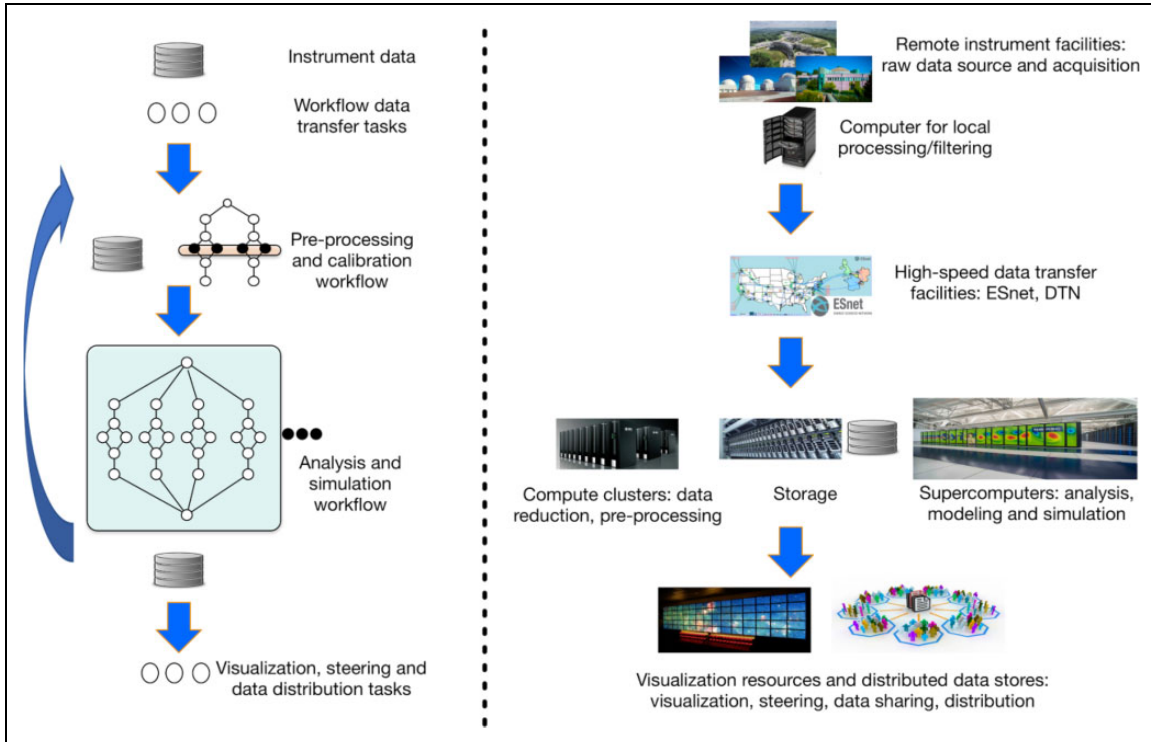 Instrument data
Workflow data
transfer tasks
Pre-processing
and calibration
workflow
Analysis and
simulation
workflow
Visualization, steering and
data distribution tasks
Remote instrument facilities:
raw data source and acquisition
Computer for local
processing/filtering
High-speed data transfer
facilities: ESnet, DTN
ESnet
Compute clusters: data
reduction, pre-processing
Storage
Supercomputers: analysis,
modeling and simulation
Visualization resources and distributed data stores:
visualization, steering, data sharing, distribution